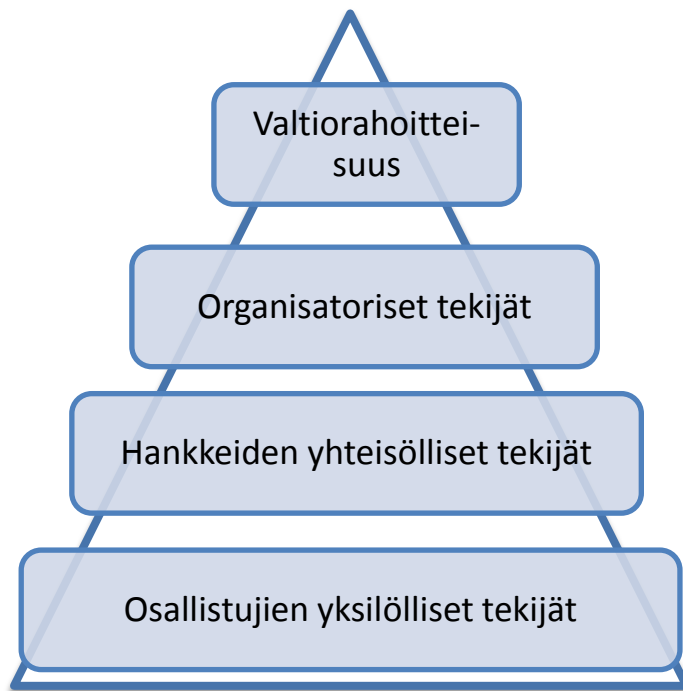 Valtiorahoittei-
suus
Organisatoriset tekijät
Hankkeiden yhteisölliset tekijät
Osallistujien yksilölliset tekijät